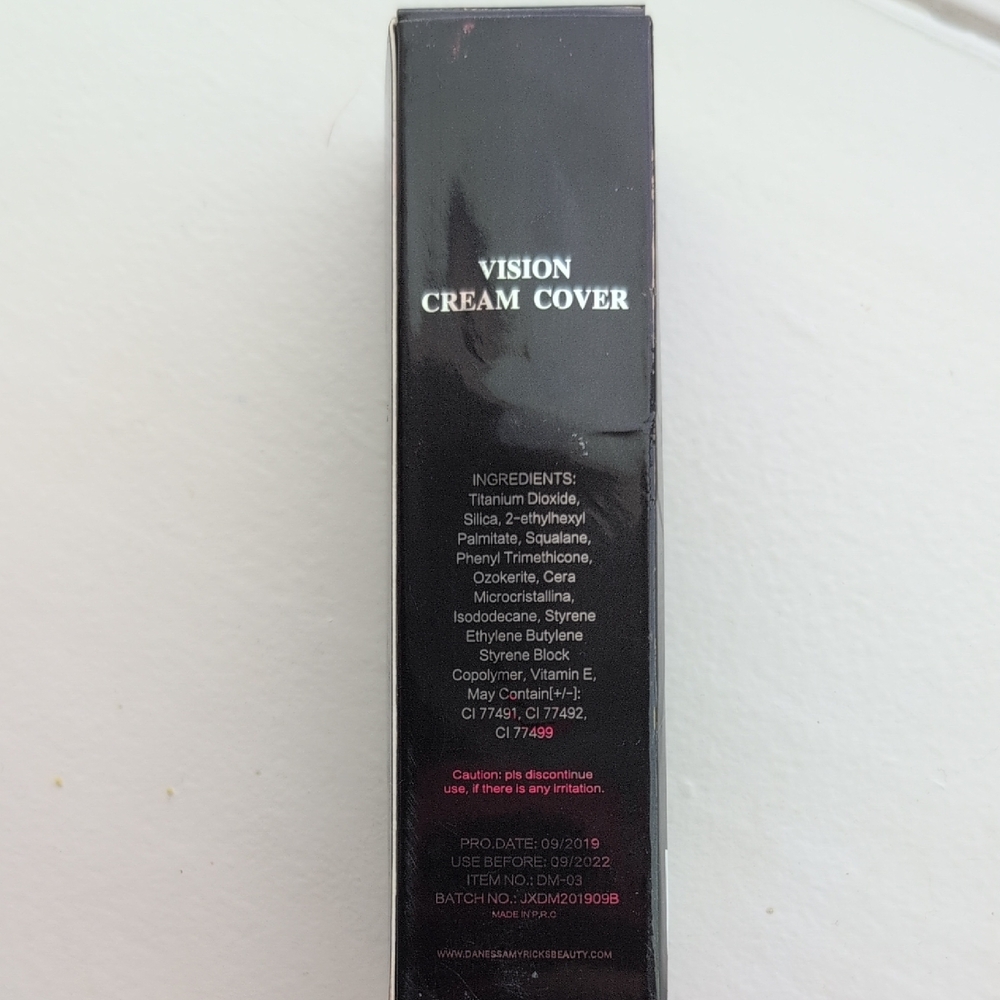 VISION
CREAM COVER
INGREDIENTS:
Titanium Dioxide,
Silica, 2-ethylhexyl
Palmitate, Squalane,
Phenyl Trimethicone,
Ozokerite, Cera
Microcristallina,
Isododecane, Styrene
Ethylene Butylene
Styrene Block
Copolymer, Vitamin E,
May Contain[+/-]:
CI 77491, CI 77492,
CI 77499
Caution: pls discontinue
use, if there is any irritation.
PRO.DATE: 09/2019
USE BEFORE: 09/2022
ITEM NO.: DM-03
BATCH NO.: JXDM201909B
MADE IN P.R.C
WWW.DANESSAMYRICKSBEAUTY.COM